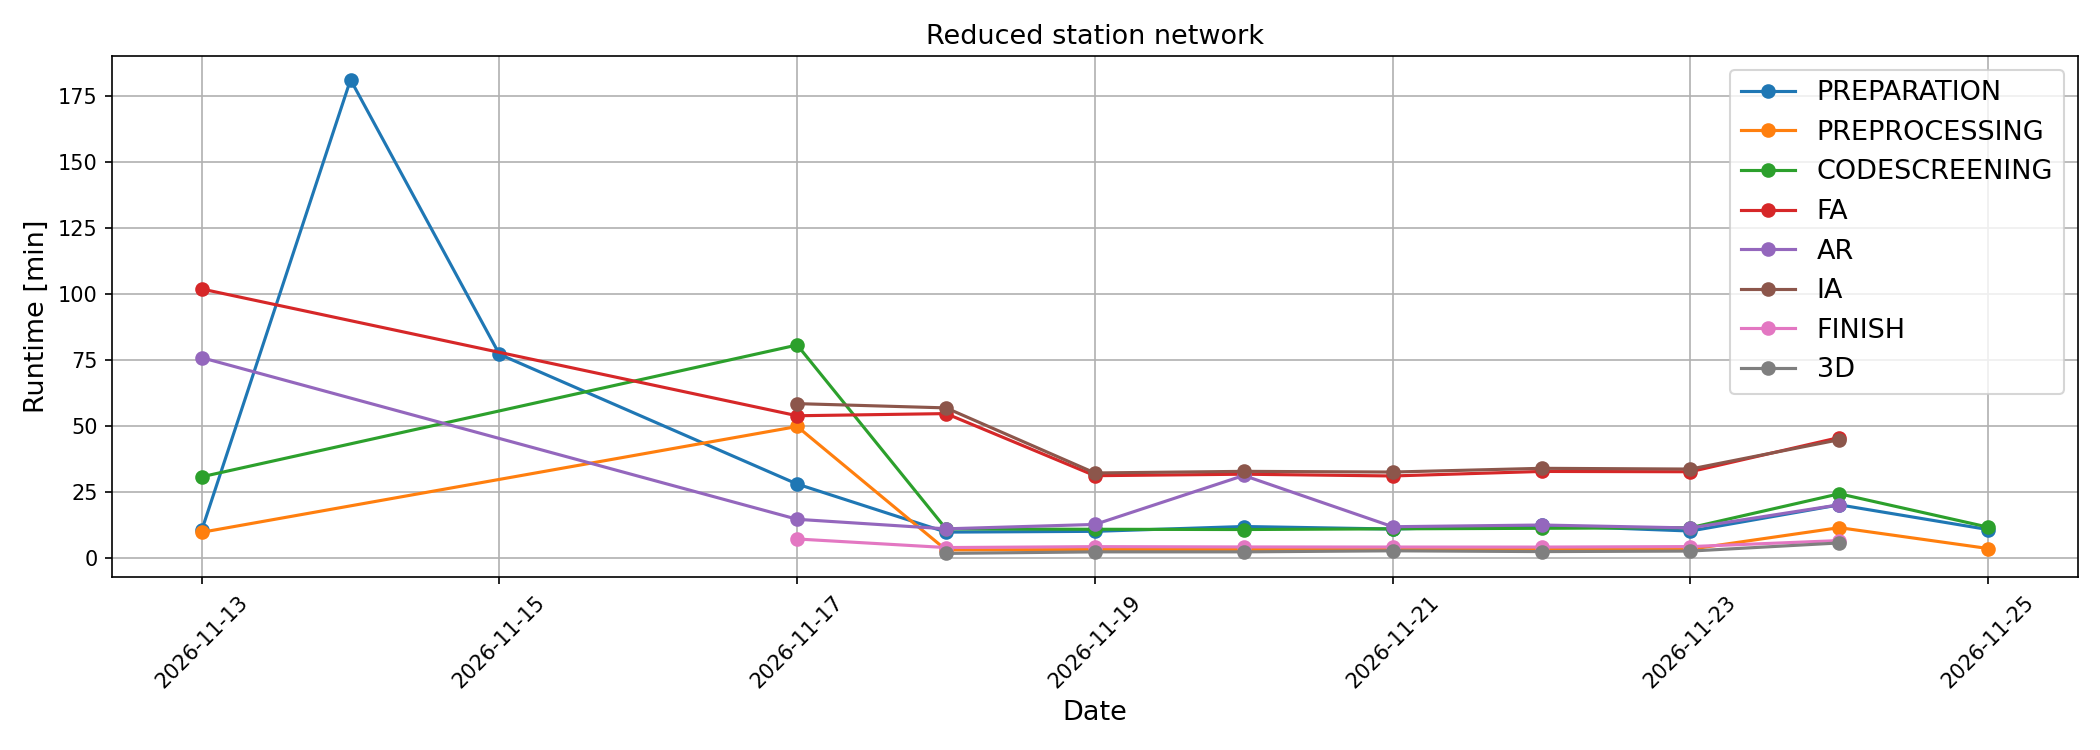 Reduced station network
Runtime [min]
175
150
125
100
75
50
25
0
PREPARATION
PREPROCESSING
CODESCREENING
FA
AR
IA
FINISH
3D
2026-11-13
2026-11-15
2026-11-17
2026-11-19
2026-11-21
2026-11-23
2026-11-25
Date